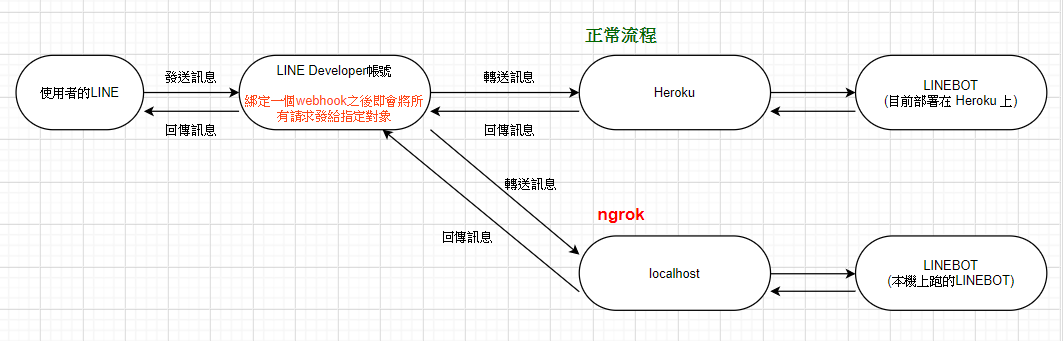 正常流程
使用者的LINE
發送訊息
回傳訊息
LINE Developer帳號
綁定一個webhook之後即會將所
有請求發給指定對象
轉送訊息
回傳訊息
Heroku
LINEBOT
(目前部署在 Heroku 上)
轉送訊息
回傳訊息
ngrok
localhost
LINEBOT
(本機上跑的LINEBOT)